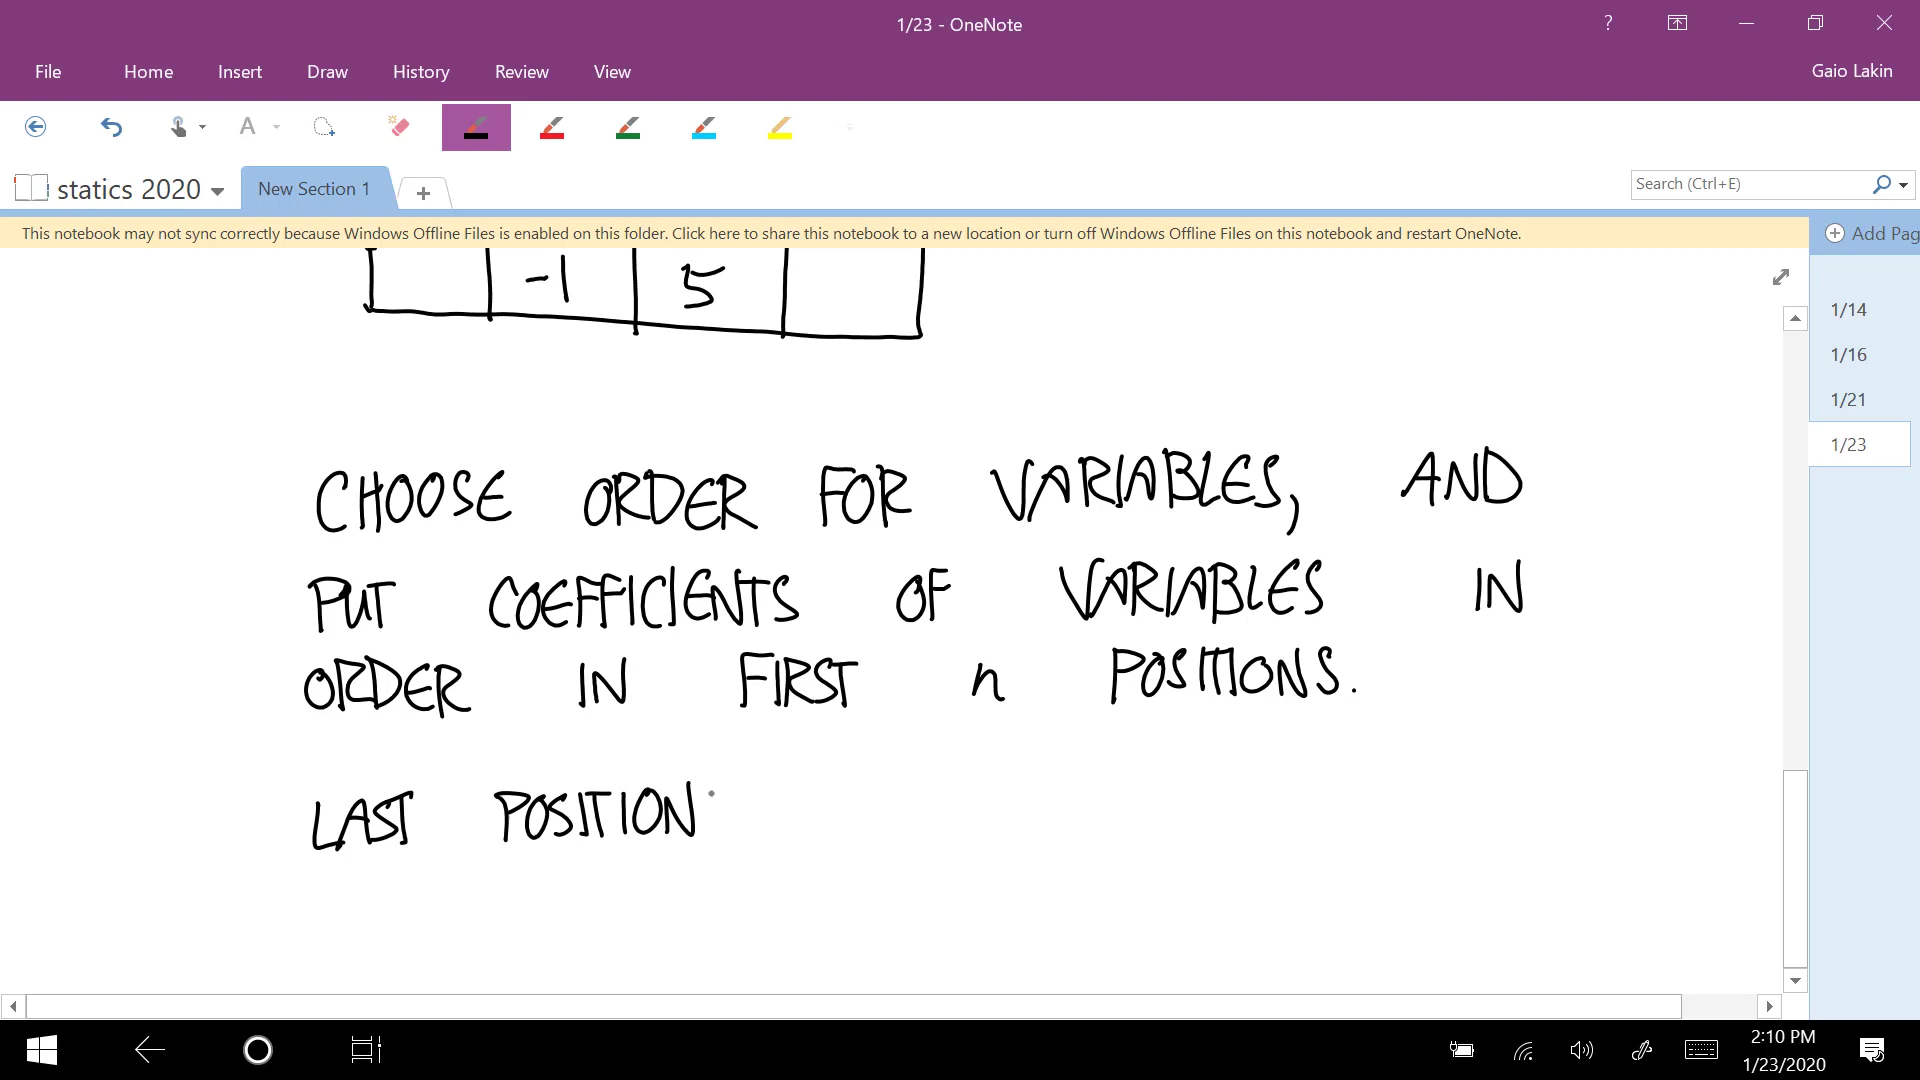 1/23 - OneNote
?
File Home Insert Draw History Review View
Gaio Lakin
A
statics 2020
New Section 1
+
Search (Ctrl+E)
This notebook may not sync correctly because Windows Offline Files is enabled on this folder. Click here to share this notebook to a new location or turn off Windows Offline Files on this notebook and restart OneNote.
Add Pag
1/14
1/16
1/21
1/23
-1 5
CHOOSE ORDER FOR VARIABLES, AND
PUT COEFFICIENTS OF VARIABLES IN
ORDER IN FIRST n POSITIONS.
LAST POSITION
2:10 PM
1/23/2020